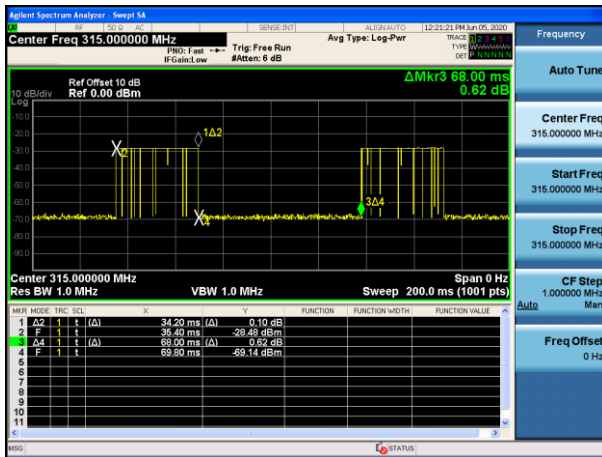 Agilent Spectrum Analyzer - Swept SA
RF 50 Ω AC SENSE:INT ALIGNAUTO 12:21:21 PM Jun 05, 2020
Center Freq 315.000000 MHz
PNO: Fast
IFGain:Low
Trig: Free Run
#Atten: 6 dB
Avg Type: Log-Pwr
TRACE 1 2 3 4 5 6
TYPE W
DET P N N N N N
Ref Offset 10 dB
Ref 0.00 dBm
10 dB/div
Log
ΔMkr3 68.00 ms
0.62 dB
-10.0
-20.0
-30.0
-40.0
-50.0
-60.0
-70.0
-80.0
-90.0
1Δ2
2
4
3Δ4
Center 315.000000 MHz Span 0 Hz
Res BW 1.0 MHz VBW 1.0 MHz Sweep 200.0 ms (1001 pts)
MKR MODE TRC SCL X Y FUNCTION FUNCTION WIDTH FUNCTION VALUE
1 Δ2 1 t (Δ) 34.20 ms (Δ) 0.10 dB
2 F 1 t 35.40 ms -28.48 dBm
3 Δ4 1 t (Δ) 68.00 ms (Δ) 0.62 dB
4 F 1 t 69.80 ms -69.14 dBm
5
6
7
8
9
10
11
MSG STATUS
Frequency
Auto Tune
Center Freq
315.000000 MHz
Start Freq
315.000000 MHz
Stop Freq
315.000000 MHz
CF Step
1.000000 MHz
Auto Man
Freq Offset
0 Hz